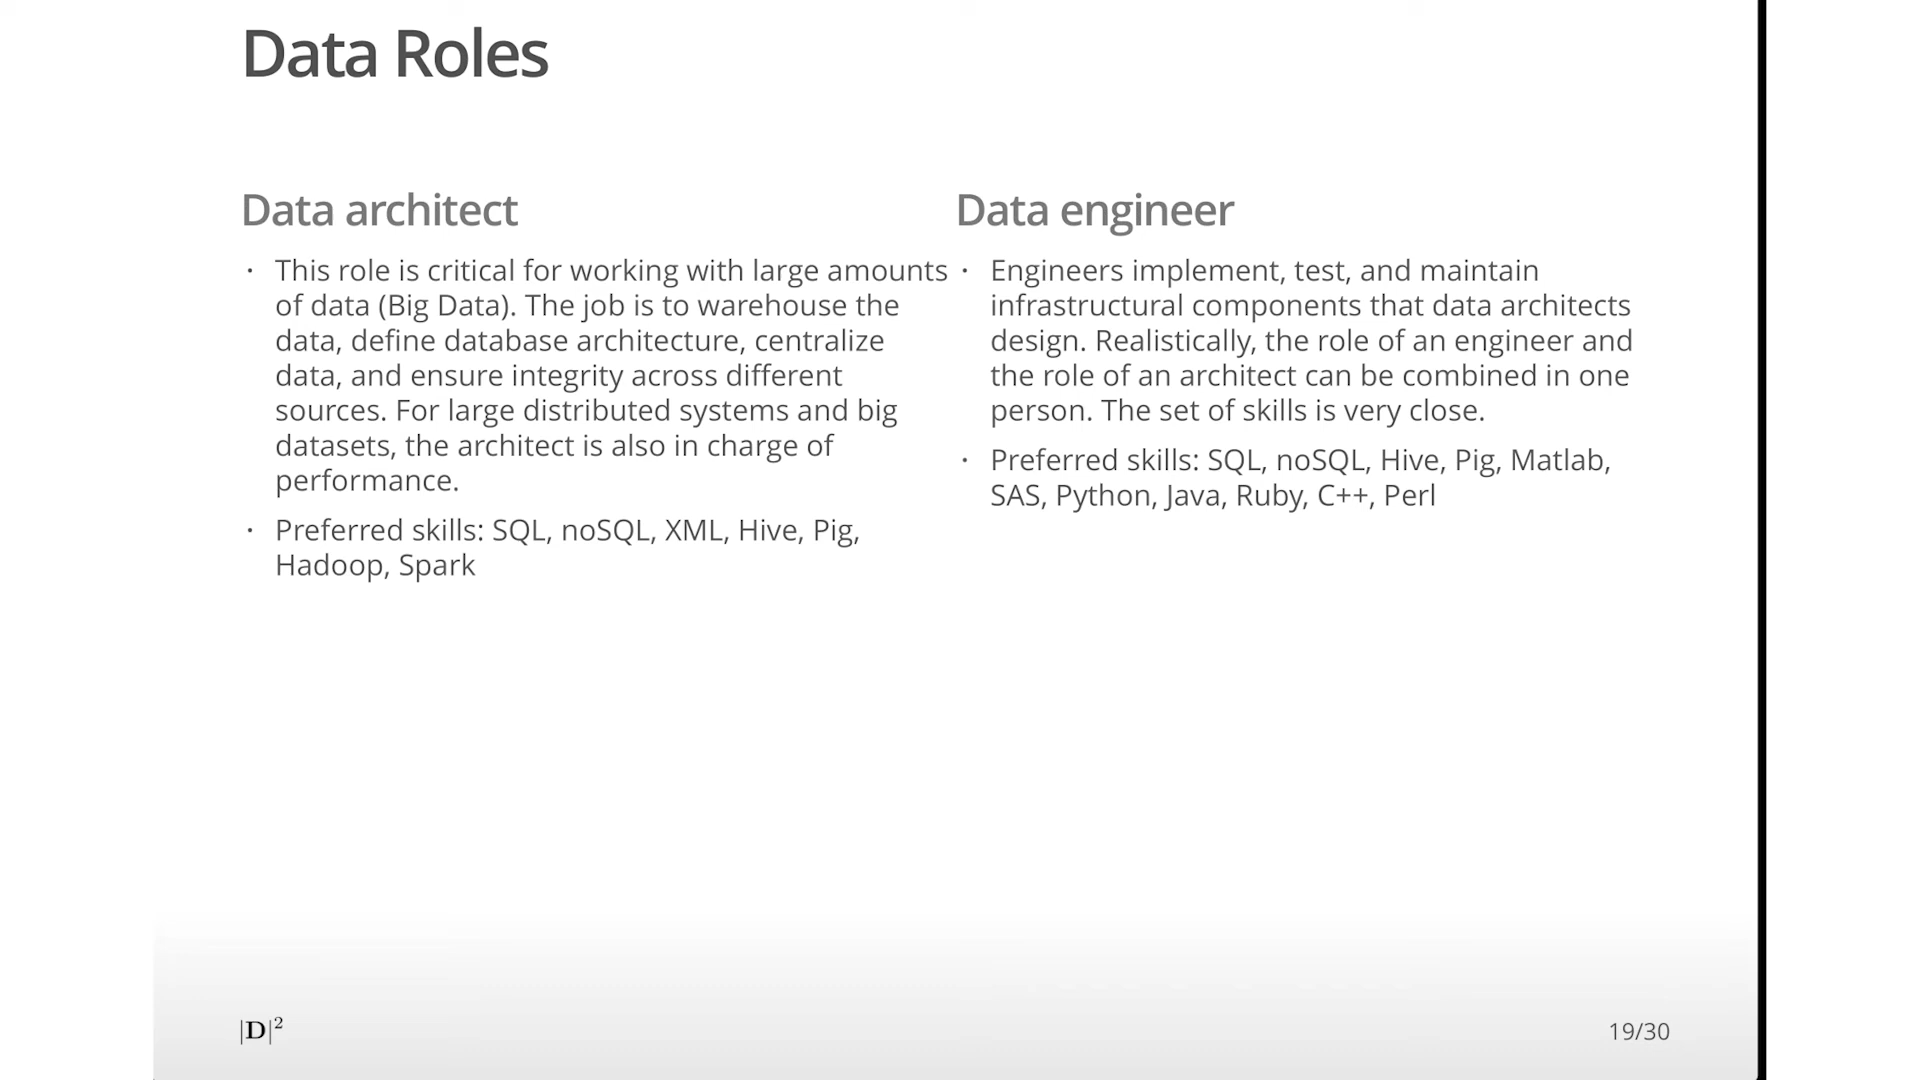 Data Roles
Data architect
· This role is critical for working with large amounts
of data (Big Data). The job is to warehouse the
data, define database architecture, centralize
data, and ensure integrity across different
sources. For large distributed systems and big
datasets, the architect is also in charge of
performance.
· Preferred skills: SQL, noSQL, XML, Hive, Pig,
Hadoop, Spark
Data engineer
· Engineers implement, test, and maintain
infrastructural components that data architects
design. Realistically, the role of an engineer and
the role of an architect can be combined in one
person. The set of skills is very close.
· Preferred skills: SQL, noSQL, Hive, Pig, Matlab,
SAS, Python, Java, Ruby, C++, Perl
|D|²
19/30